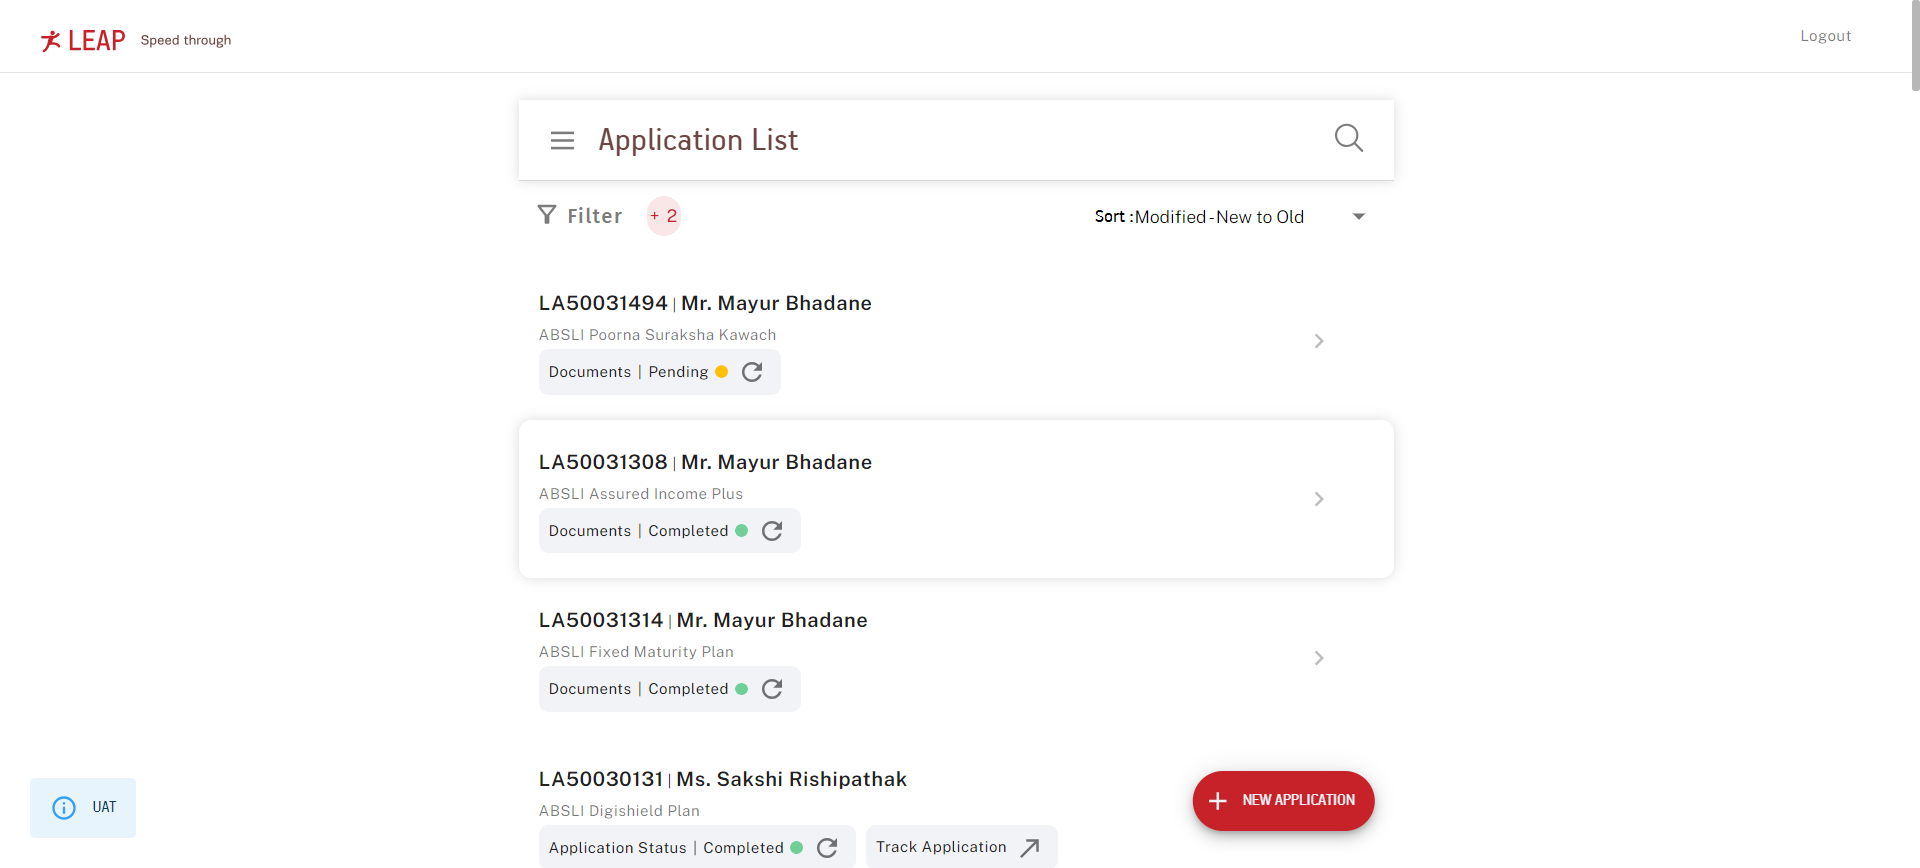 LEAP Speed through
Logout
Application List
Filter + 2
Sort :Modified - New to Old
LA50031494 | Mr. Mayur Bhadane
ABSLI Poorna Suraksha Kawach
Documents | Pending
LA50031308 | Mr. Mayur Bhadane
ABSLI Assured Income Plus
Documents | Completed
LA50031314 | Mr. Mayur Bhadane
ABSLI Fixed Maturity Plan
Documents | Completed
LA50030131 | Ms. Sakshi Rishipathak
ABSLI Digishield Plan
Application Status | Completed
Track Application
NEW APPLICATION
UAT